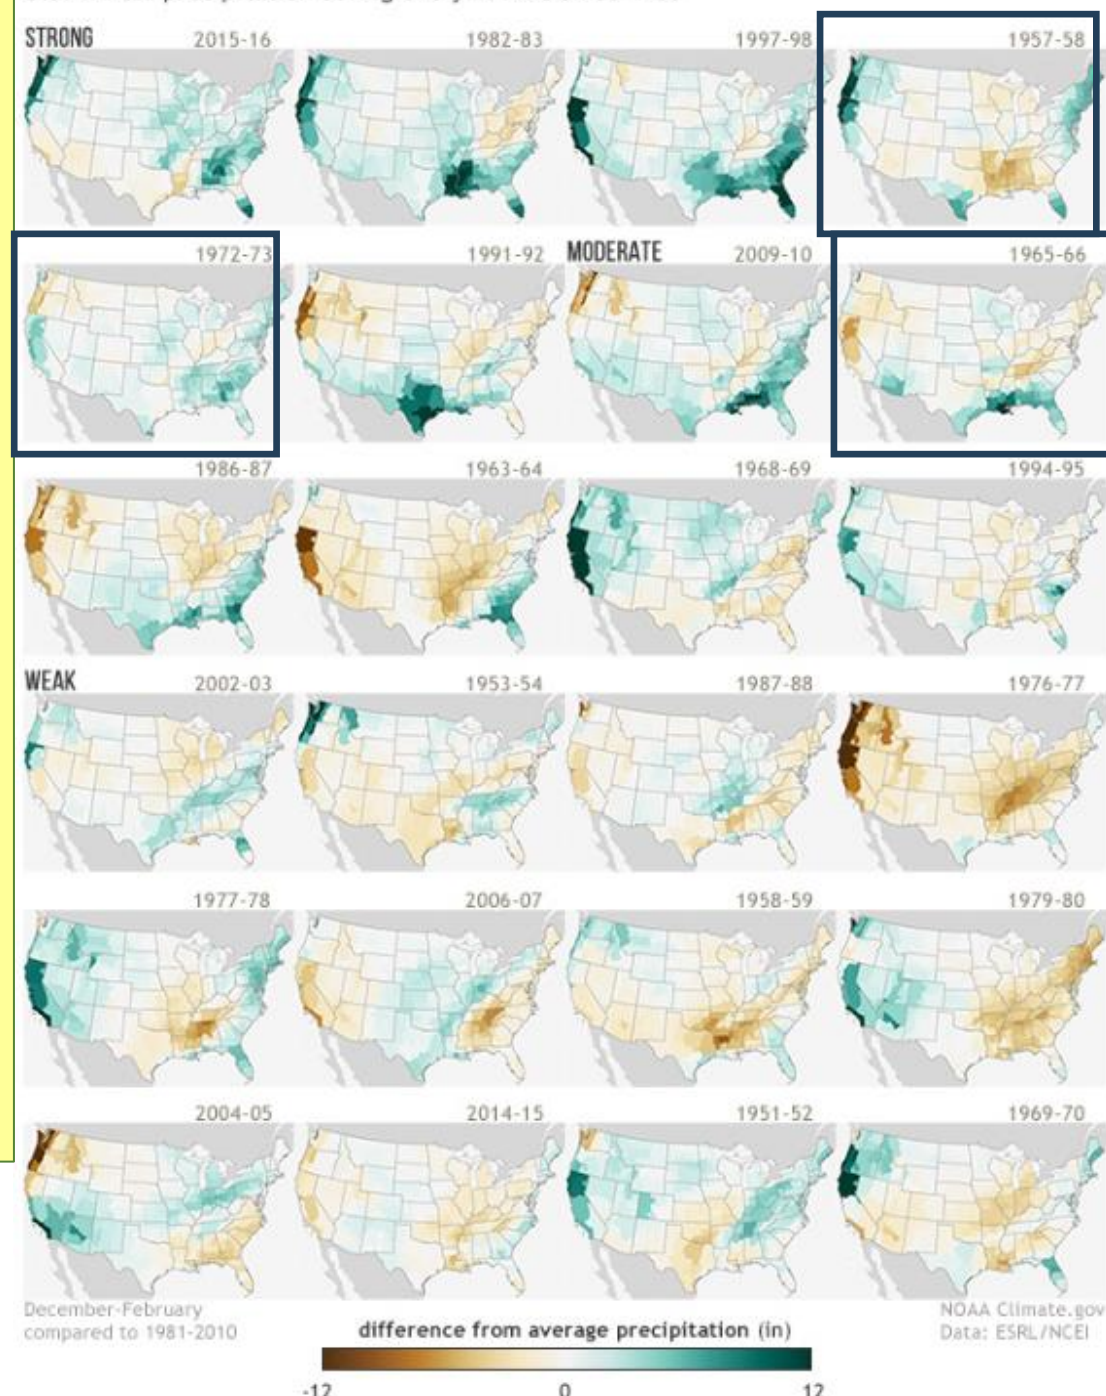 STRONG 2015-16 1982-83 1997-98 1957-58
1972-73 1991-92 MODERATE 2009-10 1965-66
1986-87 1963-64 1968-69 1994-95
WEAK 2002-03 1953-54 1987-88 1976-77
1977-78 2006-07 1958-59 1979-80
2004-05 2014-15 1951-52 1969-70
December-February
compared to 1981-2010
difference from average precipitation (in)
-12 0 12
NOAA Climate.gov
Data: ESRL/NCEI